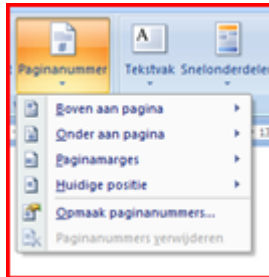 Paginanummer Tekstvak Snelonderdelen
Boven aan pagina
Onder aan pagina
Paginamarges
Huidige positie
Opmaak paginanummers...
Paginanummers verwijderen